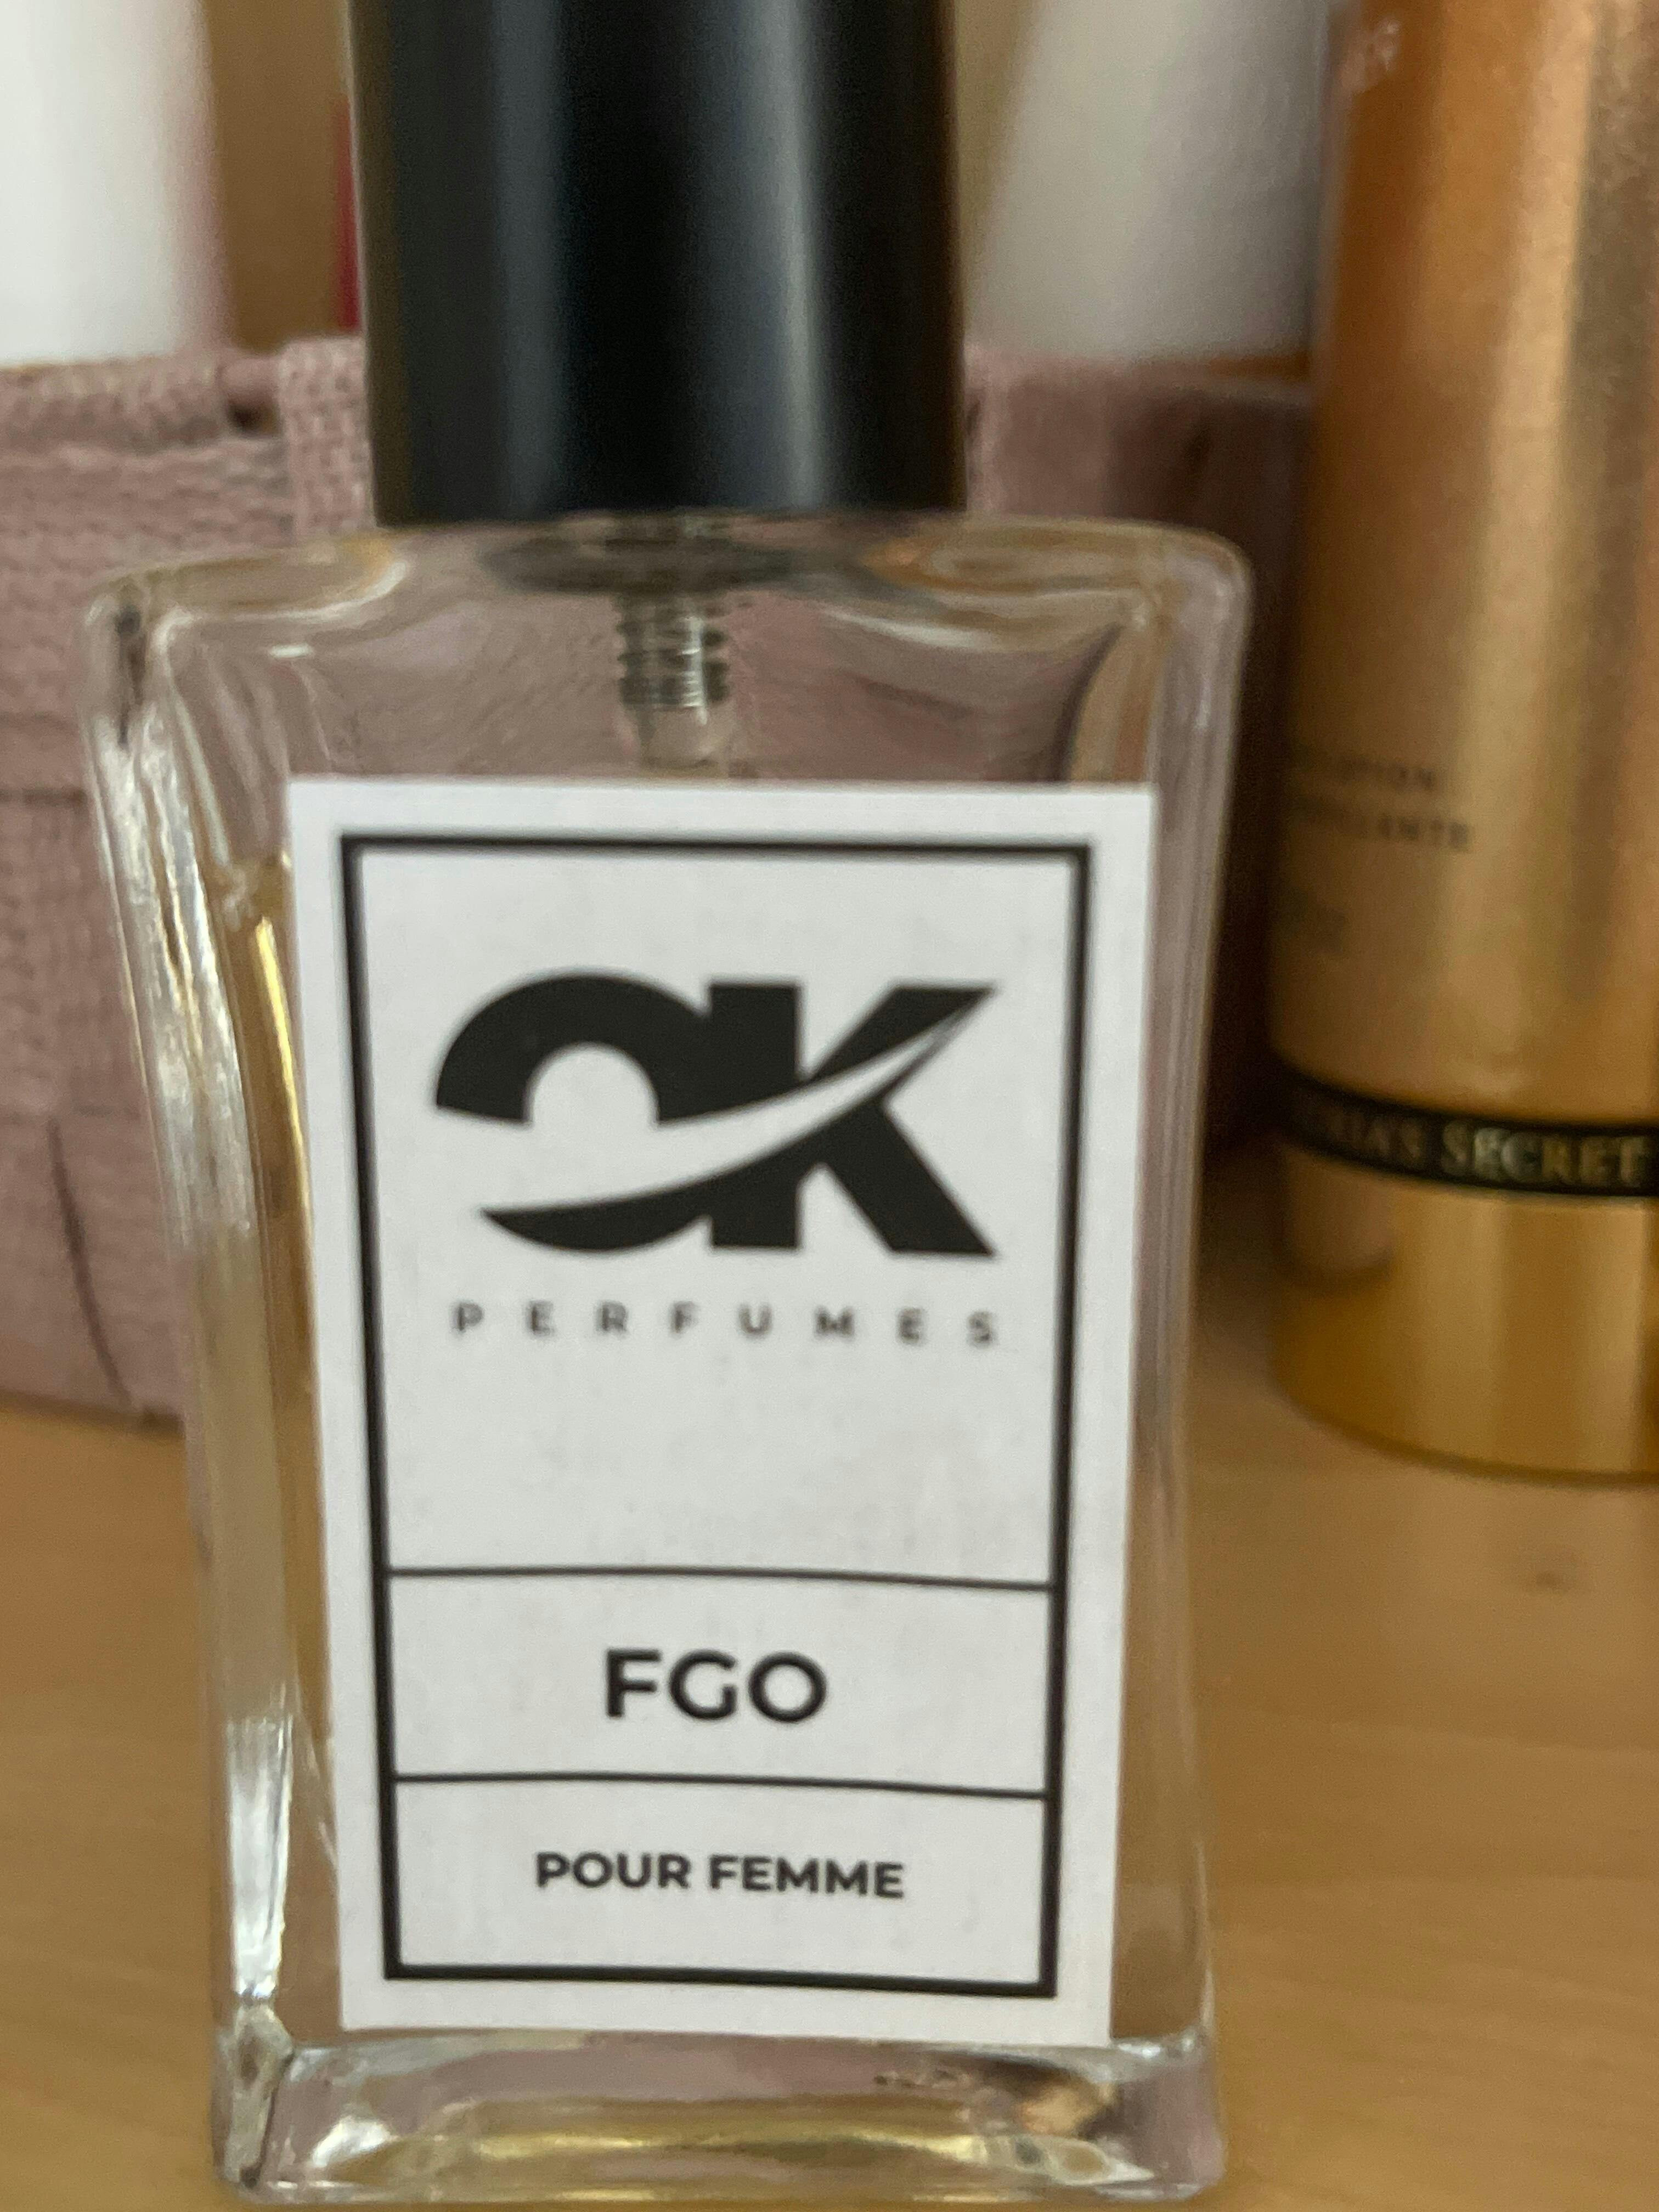 OK
PERFUMES
FGO
POUR FEMME
SECRET